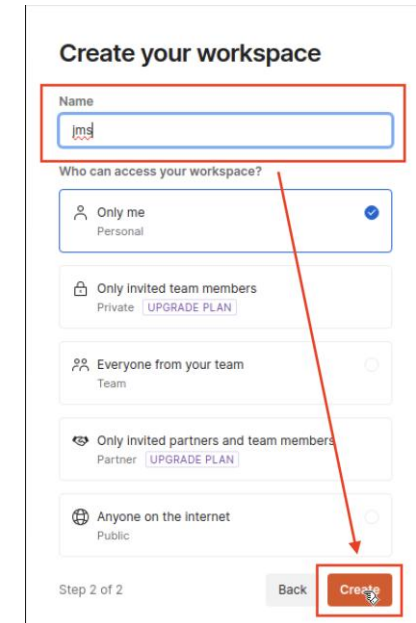 Create your workspace
Name
jms
Who can access your workspace?
Only me
Personal
Only invited team members
Private UPGRADE PLAN
Everyone from your team
Team
Only invited partners and team members
Partner UPGRADE PLAN
Anyone on the internet
Public
Step 2 of 2 Back Create